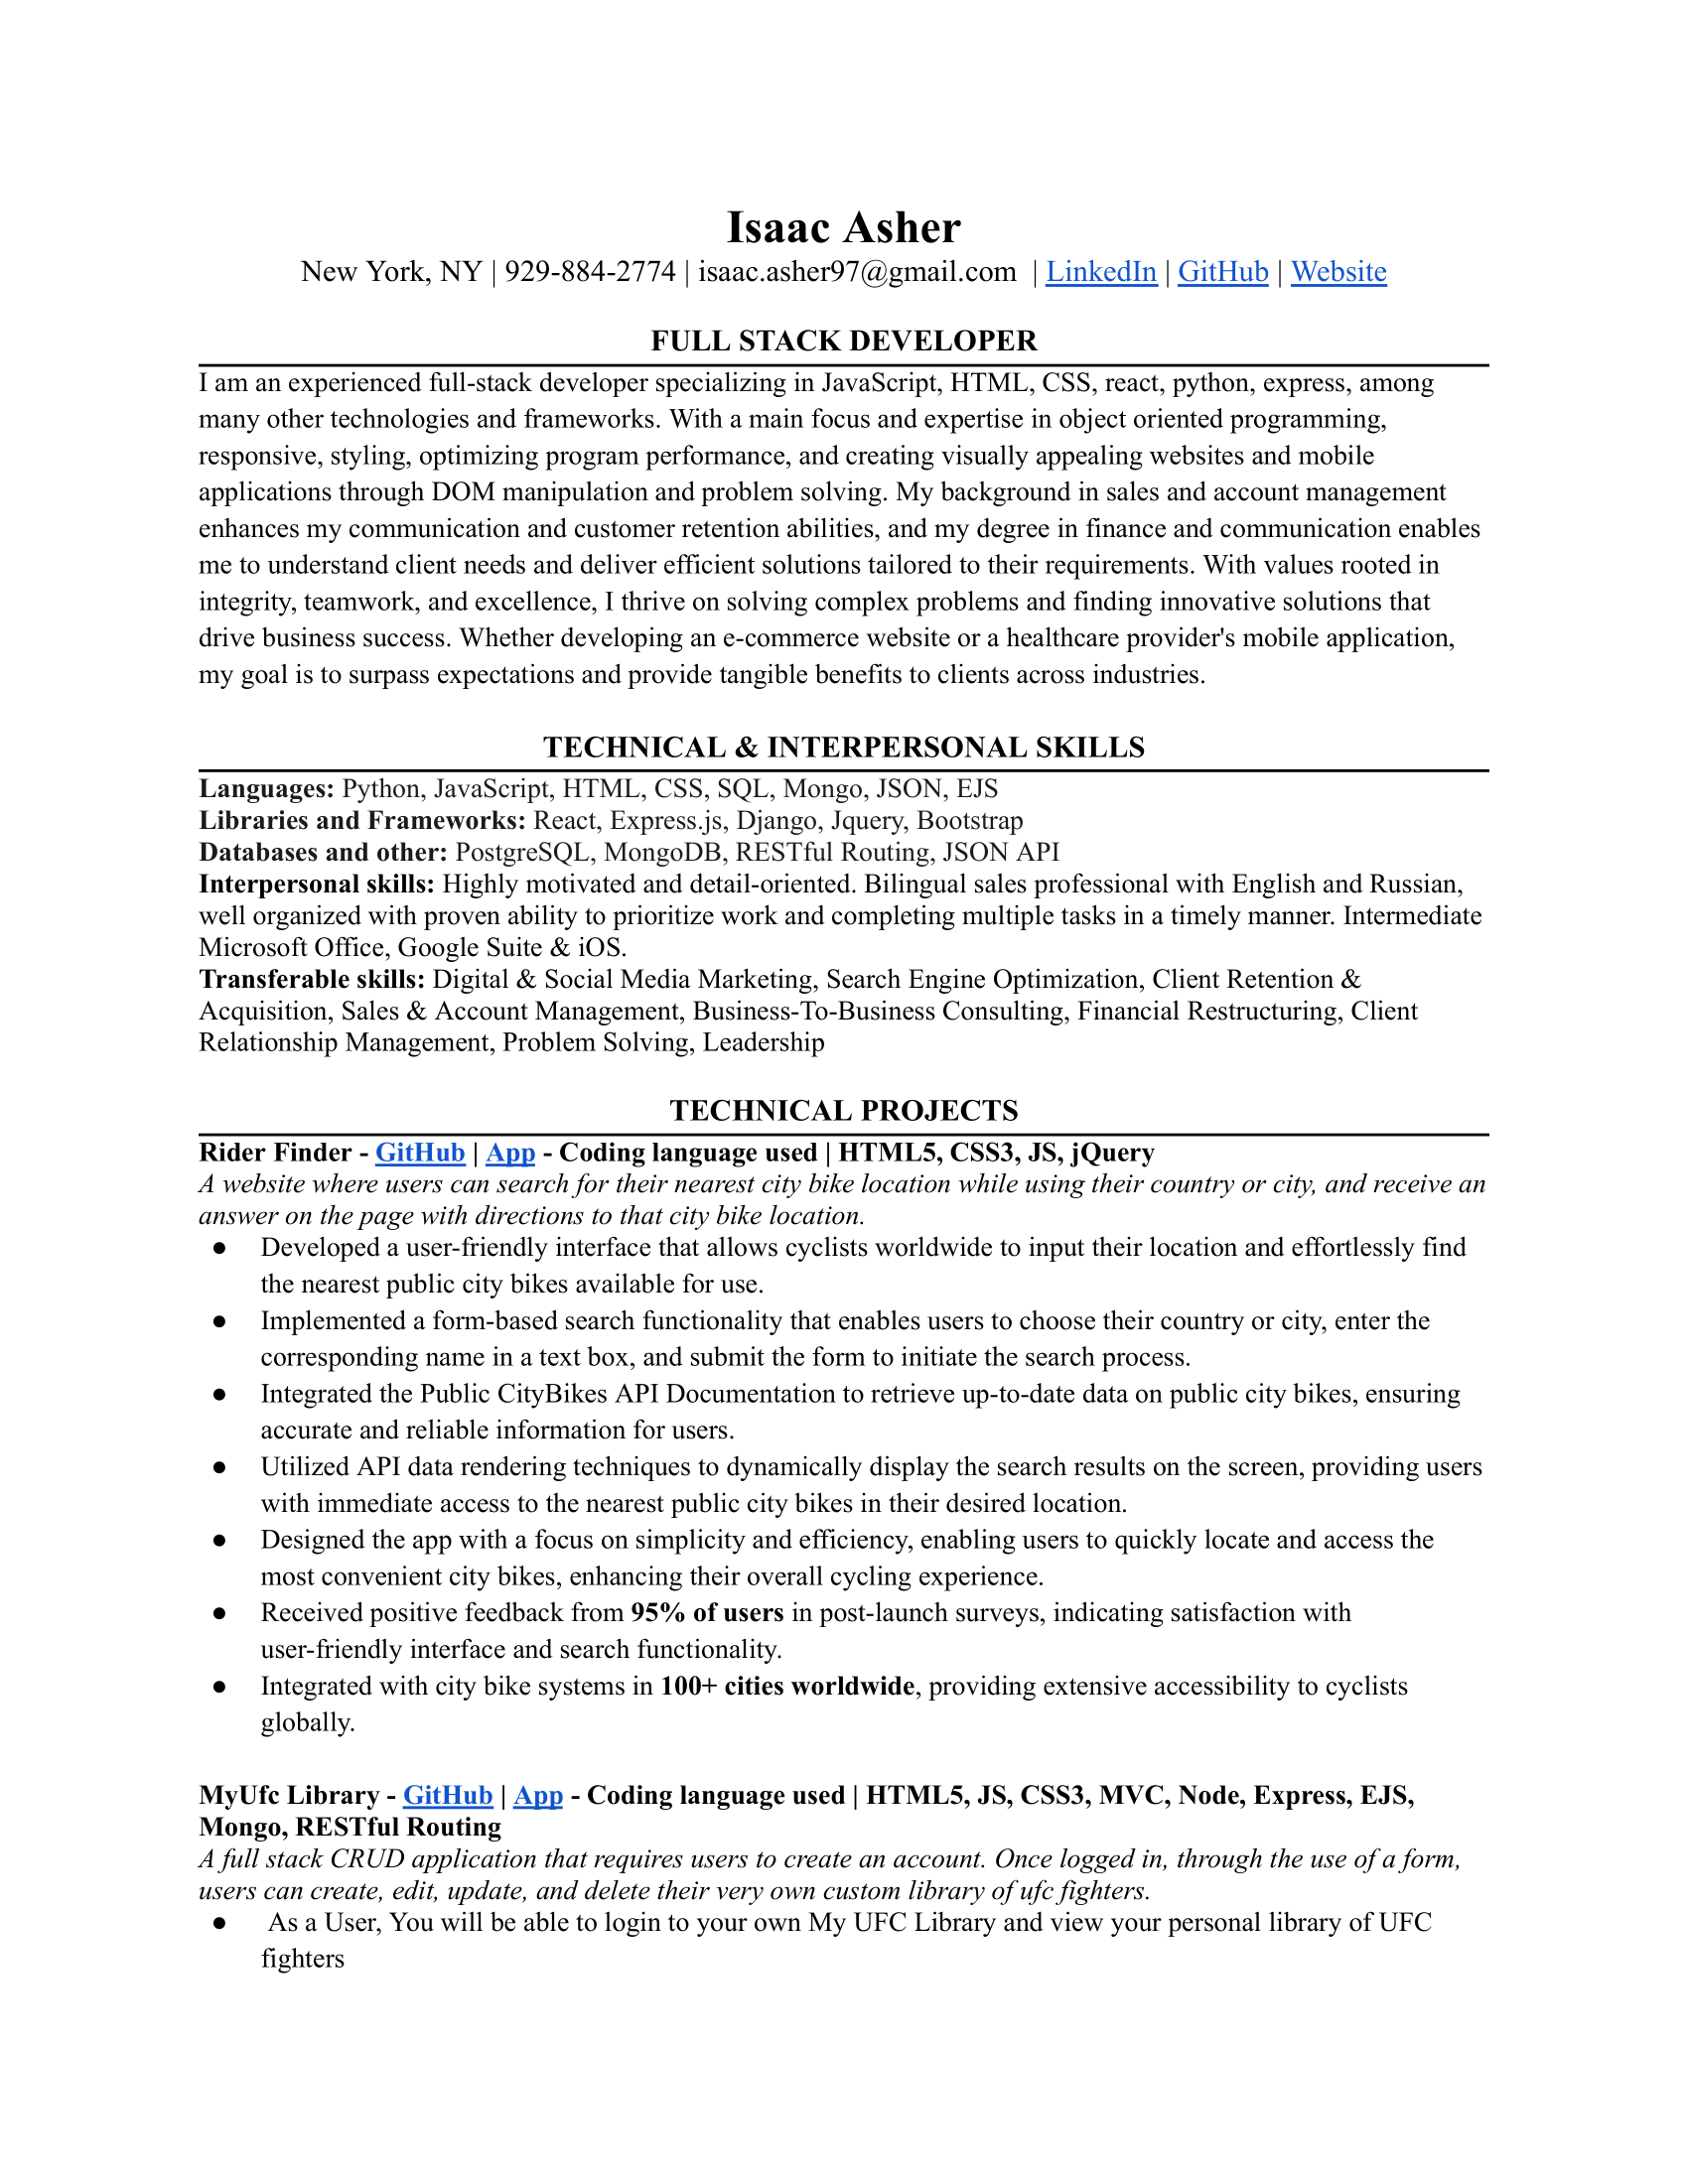 Isaac Asher
New York, NY | 929-884-2774 | isaac.asher97@gmail.com | LinkedIn | GitHub | Website
FULL STACK DEVELOPER
I am an experienced full-stack developer specializing in JavaScript, HTML, CSS, react, python, express, among
many other technologies and frameworks. With a main focus and expertise in object oriented programming,
responsive, styling, optimizing program performance, and creating visually appealing websites and mobile
applications through DOM manipulation and problem solving. My background in sales and account management
enhances my communication and customer retention abilities, and my degree in finance and communication enables
me to understand client needs and deliver efficient solutions tailored to their requirements. With values rooted in
integrity, teamwork, and excellence, I thrive on solving complex problems and finding innovative solutions that
drive business success. Whether developing an e-commerce website or a healthcare provider's mobile application,
my goal is to surpass expectations and provide tangible benefits to clients across industries.
TECHNICAL & INTERPERSONAL SKILLS
Languages: Python, JavaScript, HTML, CSS, SQL, Mongo, JSON, EJS
Libraries and Frameworks: React, Express.js, Django, Jquery, Bootstrap
Databases and other: PostgreSQL, MongoDB, RESTful Routing, JSON API
Interpersonal skills: Highly motivated and detail-oriented. Bilingual sales professional with English and Russian,
well organized with proven ability to prioritize work and completing multiple tasks in a timely manner. Intermediate
Microsoft Office, Google Suite & iOS.
Transferable skills: Digital & Social Media Marketing, Search Engine Optimization, Client Retention &
Acquisition, Sales & Account Management, Business-To-Business Consulting, Financial Restructuring, Client
Relationship Management, Problem Solving, Leadership
TECHNICAL PROJECTS
Rider Finder - GitHub | App - Coding language used | HTML5, CSS3, JS, jQuery
A website where users can search for their nearest city bike location while using their country or city, and receive an
answer on the page with directions to that city bike location.
● Developed a user-friendly interface that allows cyclists worldwide to input their location and effortlessly find
the nearest public city bikes available for use.
● Implemented a form-based search functionality that enables users to choose their country or city, enter the
corresponding name in a text box, and submit the form to initiate the search process.
● Integrated the Public CityBikes API Documentation to retrieve up-to-date data on public city bikes, ensuring
accurate and reliable information for users.
● Utilized API data rendering techniques to dynamically display the search results on the screen, providing users
with immediate access to the nearest public city bikes in their desired location.
● Designed the app with a focus on simplicity and efficiency, enabling users to quickly locate and access the
most convenient city bikes, enhancing their overall cycling experience.
● Received positive feedback from 95% of users in post-launch surveys, indicating satisfaction with
user-friendly interface and search functionality.
● Integrated with city bike systems in 100+ cities worldwide, providing extensive accessibility to cyclists
globally.
MyUfc Library - GitHub | App - Coding language used | HTML5, JS, CSS3, MVC, Node, Express, EJS,
Mongo, RESTful Routing
A full stack CRUD application that requires users to create an account. Once logged in, through the use of a form,
users can create, edit, update, and delete their very own custom library of ufc fighters.
● As a User, You will be able to login to your own My UFC Library and view your personal library of UFC
fighters